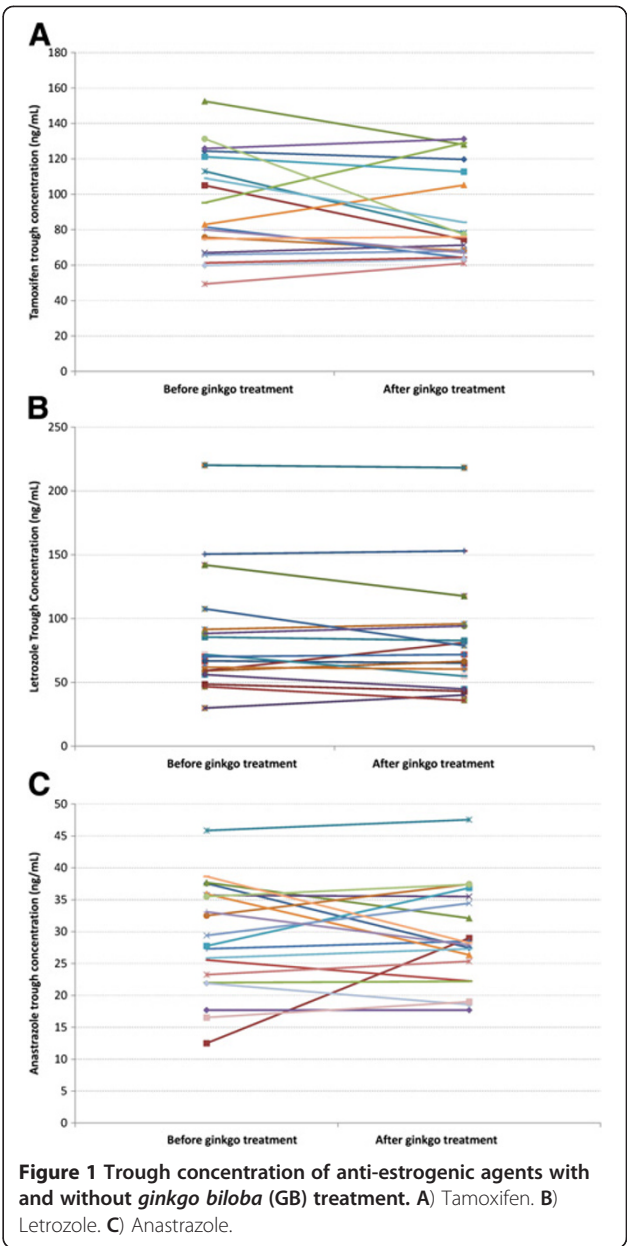 A
180
160
140
120
100
80
60
40
20
0
Tamoxifen trough concentration (ng/mL)
Before ginkgo treatment
After ginkgo treatment
B
250
200
150
100
50
0
Letrozole Trough Concentration (ng/mL)
Before ginkgo treatment
After ginkgo treatment
C
50
45
40
35
30
25
20
15
10
5
0
Anastrazole trough concentration (ng/mL)
Before ginkgo treatment
After ginkgo treatment
Figure 1 Trough concentration of anti-estrogenic agents with
and without ginkgo biloba (GB) treatment. A) Tamoxifen. B)
Letrozole. C) Anastrazole.